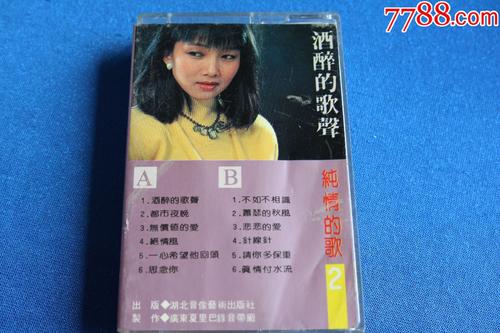 7788.com
酒醉的歌聲
純情的歌
2
A
1.酒醉的歌聲
2.都市夜晚
3.無價值的愛
4.絕情風
5.一心希望他回頭
6.思念你
B
1.不如不相識
2.蕭瑟的秋風
3.悲悲的愛
4.針線針
5.請你多保重
6.真情付水流
出 版◆湖北音像藝術出版社
製 作◆廣東夏里巴錄音帶廠